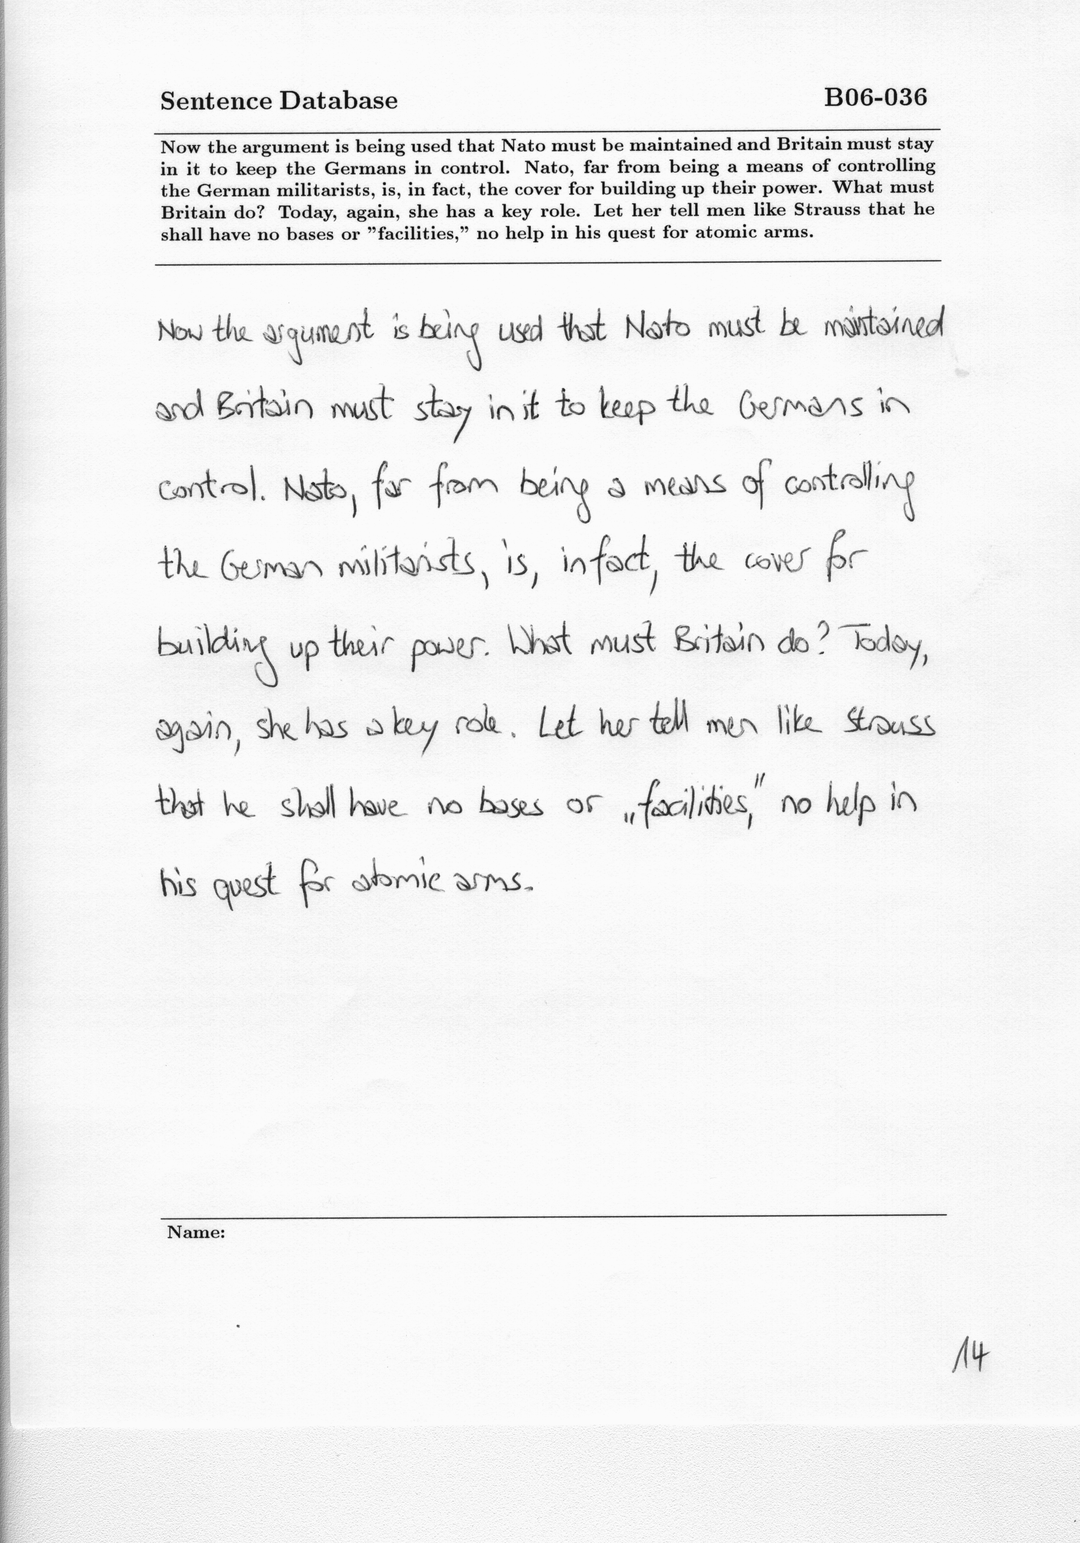 Sentence Database B06-036
Now the argument is being used that Nato must be maintained and Britain must stay
in it to keep the Germans in control. Nato, far from being a means of controlling
the German militarists, is, in fact, the cover for building up their power. What must
Britain do? Today, again, she has a key role. Let her tell men like Strauss that he
shall have no bases or ”facilities,” no help in his quest for atomic arms.
Now the argument is being used that Nato must be maintained
and Britain must stay in it to keep the Germans in
control. Nato, far from being a means of controlling
the German militarists, is, in fact, the cover for
building up their power. What must Britain do? Today,
again, she has a key role. Let her tell men like Strauss
that he shall have no bases or „facilities," no help in
his quest for atomic arms.
Name:
14